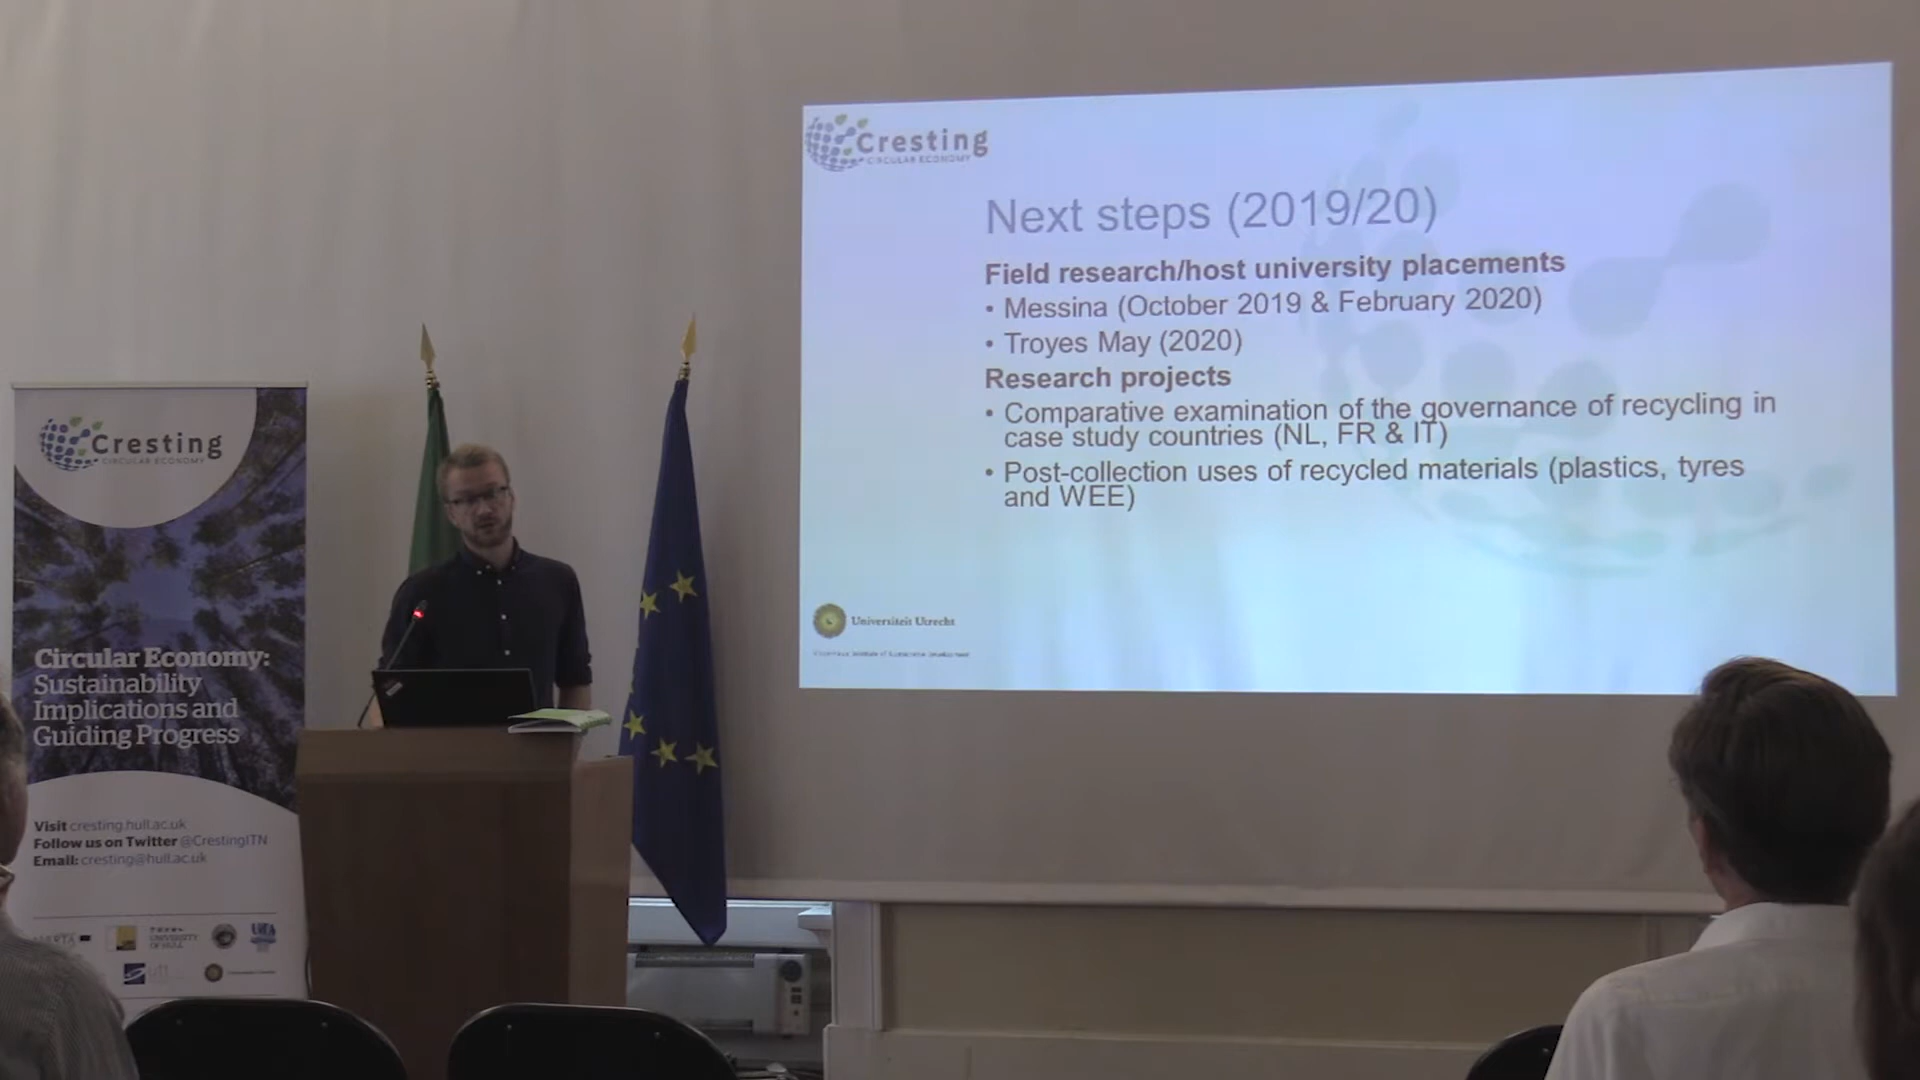 Cresting
CIRCULAR ECONOMY
Next steps (2019/20)
Field research/host university placements
• Messina (October 2019 & February 2020)
• Troyes May (2020)
Research projects
• Comparative examination of the governance of recycling in
case study countries (NL, FR & IT)
• Post-collection uses of recycled materials (plastics, tyres
and WEE)
Universiteit Utrecht
Cresting
CIRCULAR ECONOMY
Circular Economy:
Sustainability
Implications and
Guiding Progress
Visit cresting.hull.ac.uk
Follow us on Twitter @CrestingITN
Email: cresting@hull.ac.uk
UNIVERSITY
OF HULL